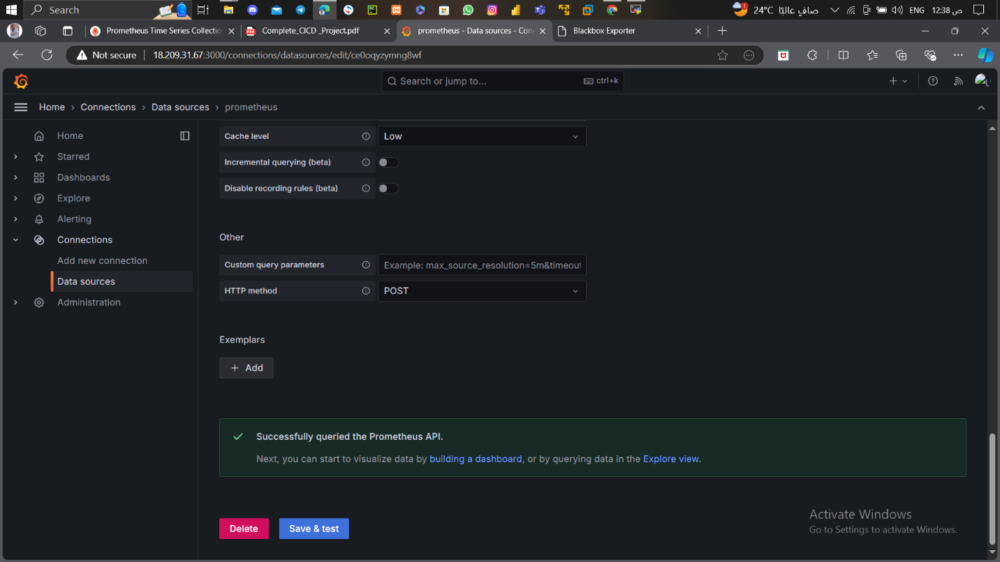 Search
24°C صافٍ غالبًا
ENG
12:38 ص
Prometheus Time Series Collectio
Complete_CICD _Project.pdf
prometheus - Data sources - Con
Blackbox Exporter
Not secure
18.209.31.67:3000/connections/datasources/edit/ce0oqyzymng8wf
Search or jump to...
ctrl+k
Home › Connections › Data sources › prometheus
Home
Starred
Dashboards
Explore
Alerting
Connections
Add new connection
Data sources
Administration
Cache level
Low
Incremental querying (beta)
Disable recording rules (beta)
Other
Custom query parameters
Example: max_source_resolution=5m&timeout
HTTP method
POST
Exemplars
+ Add
Successfully queried the Prometheus API.
Next, you can start to visualize data by building a dashboard, or by querying data in the Explore view.
Delete
Save & test
Activate Windows
Go to Settings to activate Windows.